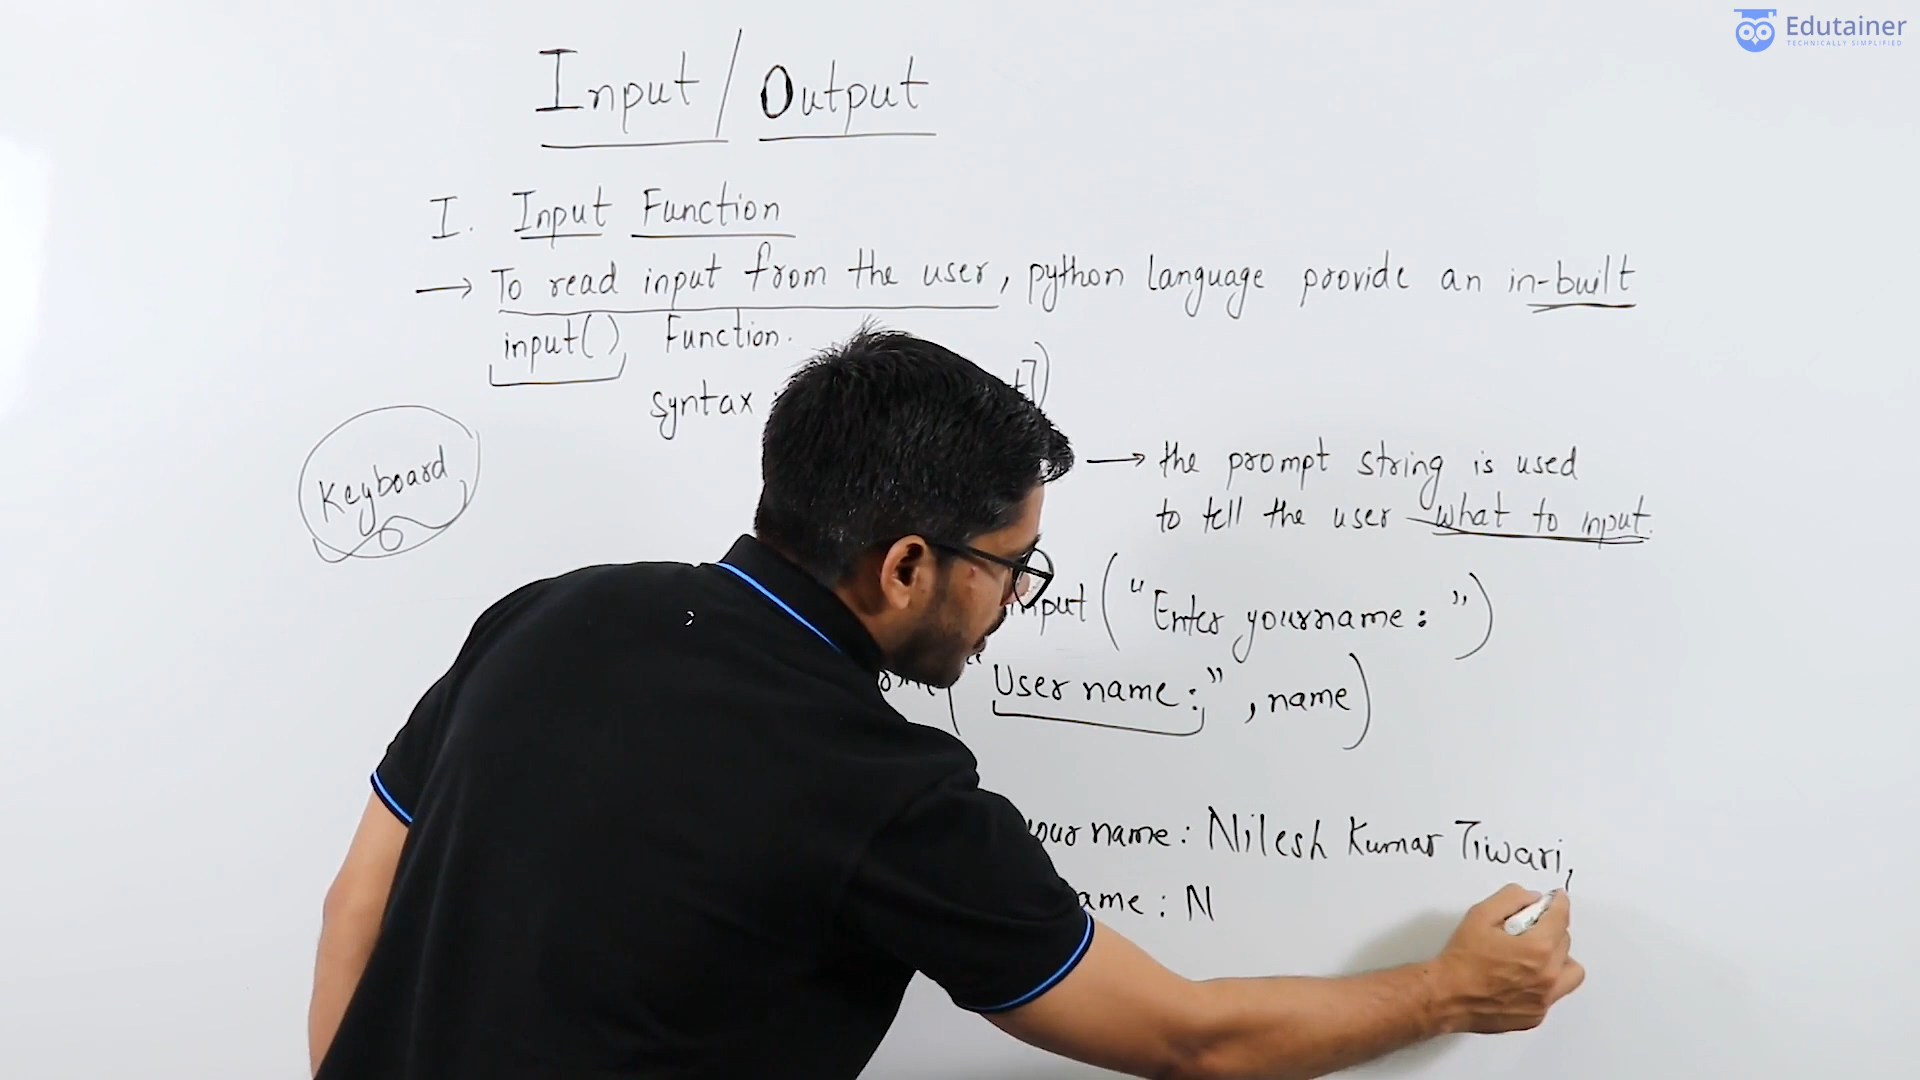 Edutainer
TECHNICALLY SIMPLIFIED
Input / Output
I. Input Function
→ To read input from the user, python language provide an in-built
input() Function.
syntax
Keyboard
→ the prompt string is used
to tell the user what to input.
input ("Enter yourname: ")
"User name:", name)
your name: Nilesh Kumar Tiwari
ame: N